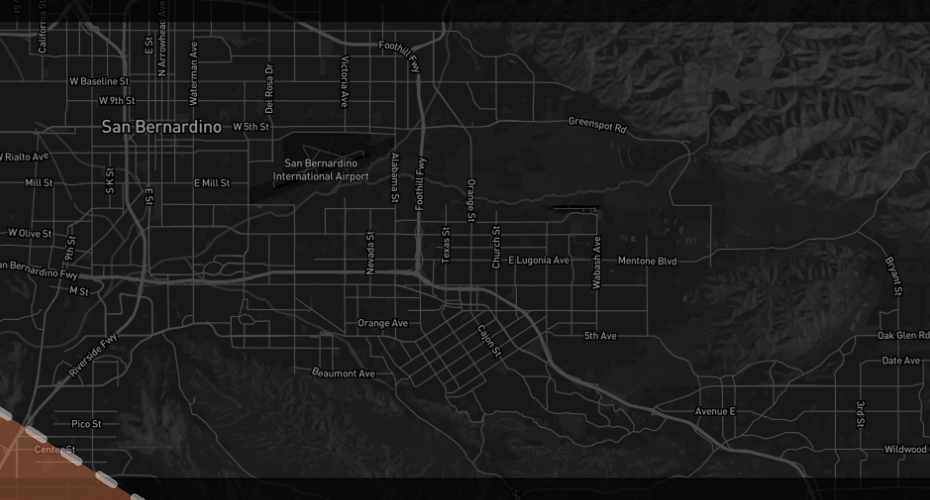 California St
E St
N Arrowhead Ave
Waterman Ave
Foothill Fwy
Del Rosa Dr
Victoria Ave
W Baseline St
W 9th St
San Bernardino
W 5th St
Greenspot Rd
W Rialto Ave
San Bernardino
International Airport
Mill St
S K St
E St
E Mill St
Alabama St
Foothill Fwy
Orange St
W Olive St
9th St
Nevada St
Texas St
Church St
E Lugonia Ave
Wabash Ave
Mentone Blvd
an Bernardino Fwy
M St
Bryant St
Orange Ave
Cajon St
5th Ave
Oak Glen Rd
Riverside Fwy
Beaumont Ave
Date Ave
Avenue E
3rd St
Pico St
Center St
Wildwood